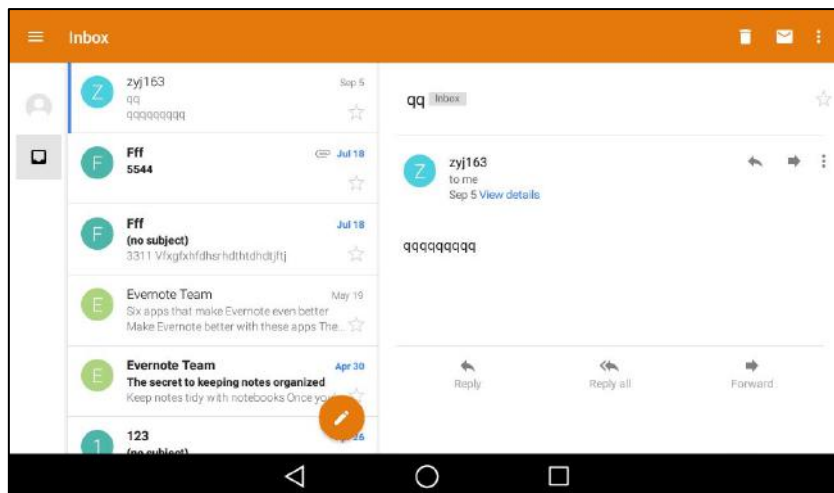 Inbox
Z
zyj163
Sep 5
qq
qqqqqqqqq
F
Fff
Jul 18
5544
F
Fff
Jul 18
(no subject)
3311 Vfxgfxhfdhsrhdthtdhdtjftj
E
Evernote Team
May 19
Six apps that make Evernote even better
Make Evernote better with these apps The...
E
Evernote Team
Apr 30
The secret to keeping notes organized
Keep notes tidy with notebooks Once
1
123
26
(no subject)
qq Inbox
Z
zyj163
to me
Sep 5 View details
qqqqqqqqq
Reply
Reply all
Forward